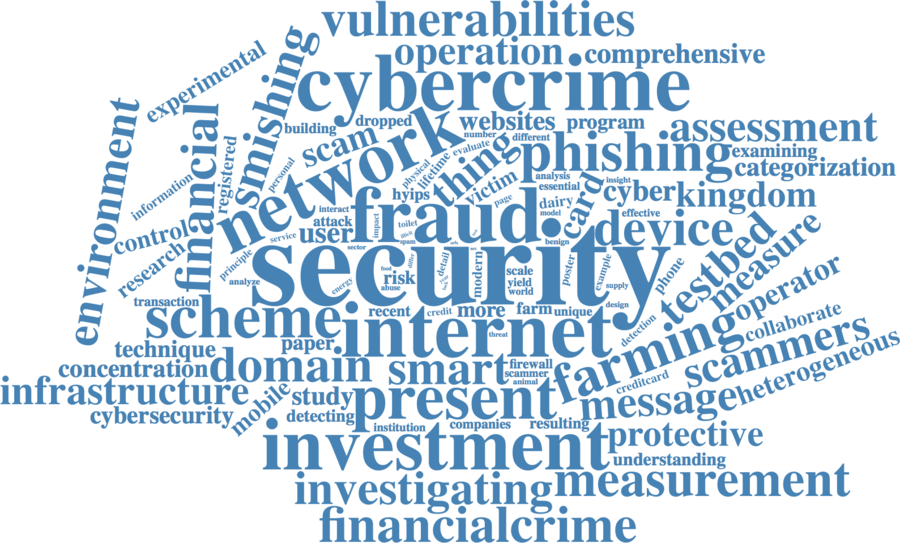 vulnerabilities
operation
comprehensive
cybercrime
experimental
smishing
environment
financial
building
dropped
websites
program
assessment
scam
network
number
different
evaluate
phishing
examining
categorization
registered
personal
physical
lifetime
thing
victim
hyips
analysis
essential
insight
card
cyber
kingdom
information
control
research
interact
attack
impact
toilet
page
dairy
model
effective
user
fraud
device
service
principle
analyze
sector
illicit
spam
benign
security
testbed
measure
food
risk
abuse
energy
differ
detail
modern
scale
yield
world
poster
example
supply
phone
operator
transaction
scheme
recent
credit
more
farm
unique
design
detection
collaborate
technique
paper
internet
threat
farming
scammers
heterogeneous
concentration
domain
smart
firewall
scammer
animal
creditcard
infrastructure
mobile
study
present
message
cybersecurity
detecting
institution
companies
resulting
investment
protective
understanding
investigating
measurement
financialcrime